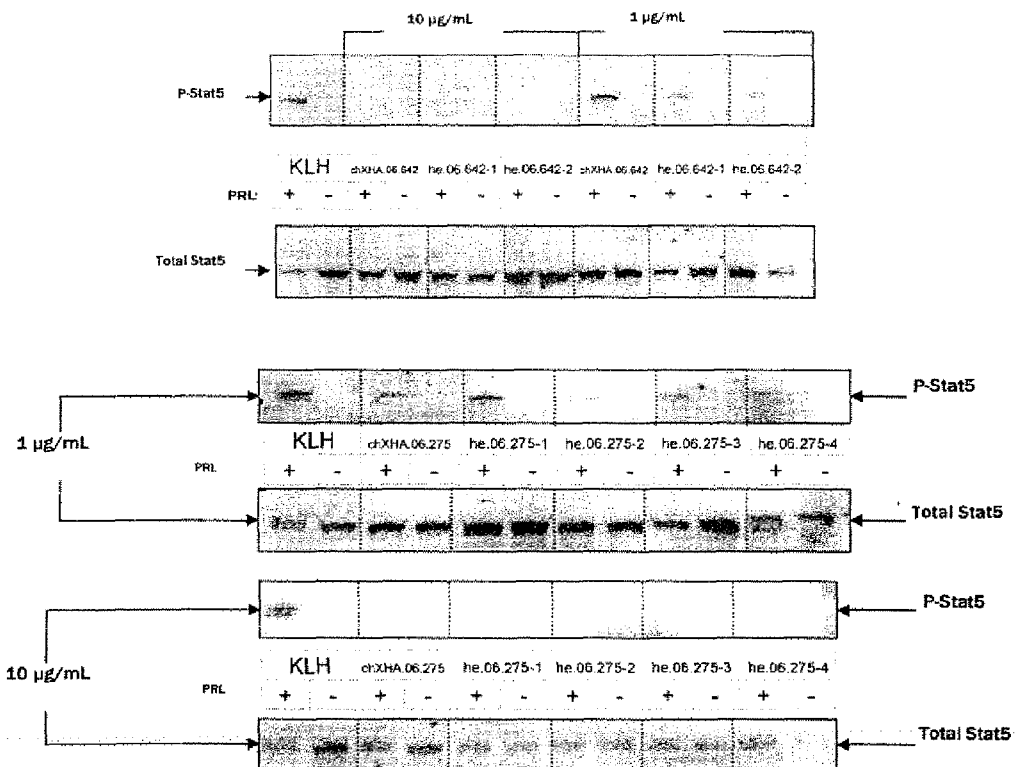 10 µg/mL 1 µg/mL
P-Stat5
KLH chXHA.06.642 he.06.642-1 he.06.642-2 chXHA.06.642 he.06.642-1 he.06.642-2
PRL: + - + - + - + - + - + - + -
Total Stat5
P-Stat5
1 µg/mL
KLH chXHA.06.275 he.06.275-1 he.06.275-2 he.06.275-3 he.06.275-4
PRL + - + - + - + - + - + -
Total Stat5
P-Stat5
10 µg/mL
KLH chXHA.06.275 he.06.275-1 he.06.275-2 he.06.275-3 he.06.275-4
PRL + - + - + - + - + - + -
Total Stat5